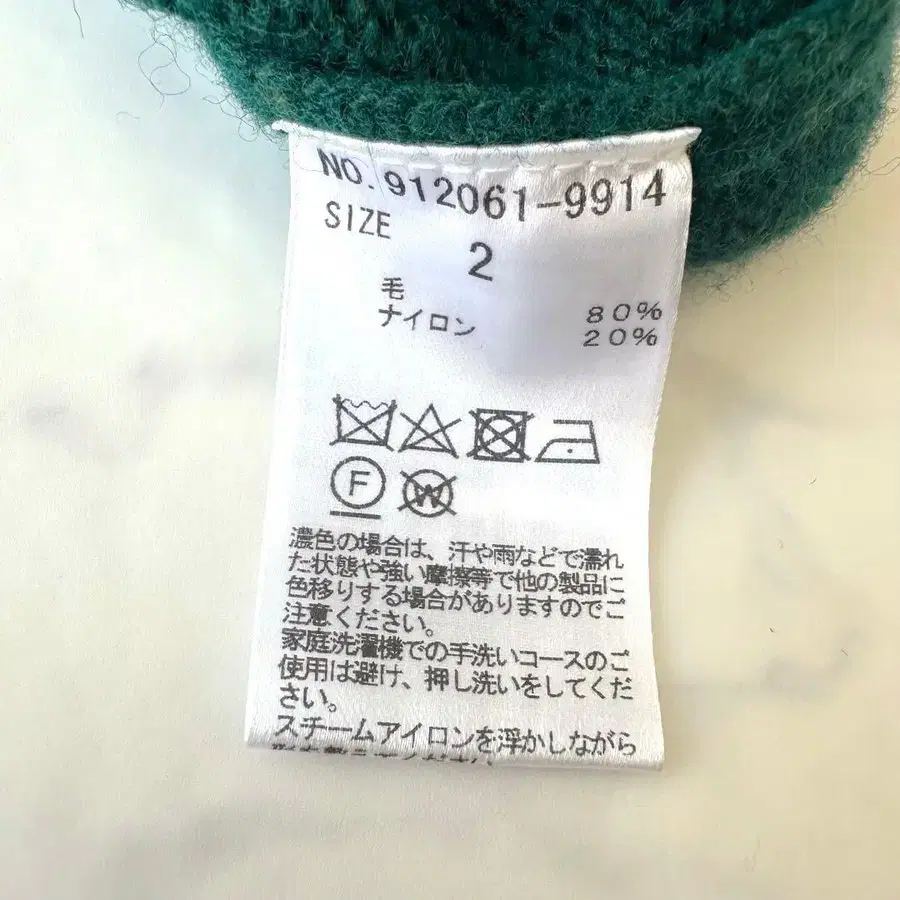 NO.912061-9914
SIZE
2
毛 80%
ナイロン 20%
F
W
濃色の場合は、汗や雨などで濡れ
た状態や強い摩擦等で他の製品に
色移りする場合がありますのでご
注意ください。
家庭洗濯機での手洗いコースのご
使用は避け、押し洗いをしてくだ
さい。
スチームアイロンを浮かしながら